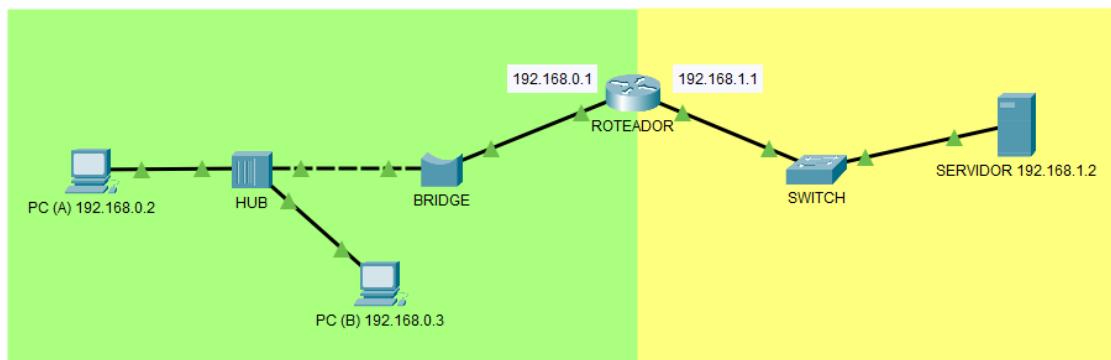 192.168.0.1
192.168.1.1
ROTEADOR
SERVIDOR 192.168.1.2
PC (A) 192.168.0.2
HUB
BRIDGE
SWITCH
PC (B) 192.168.0.3